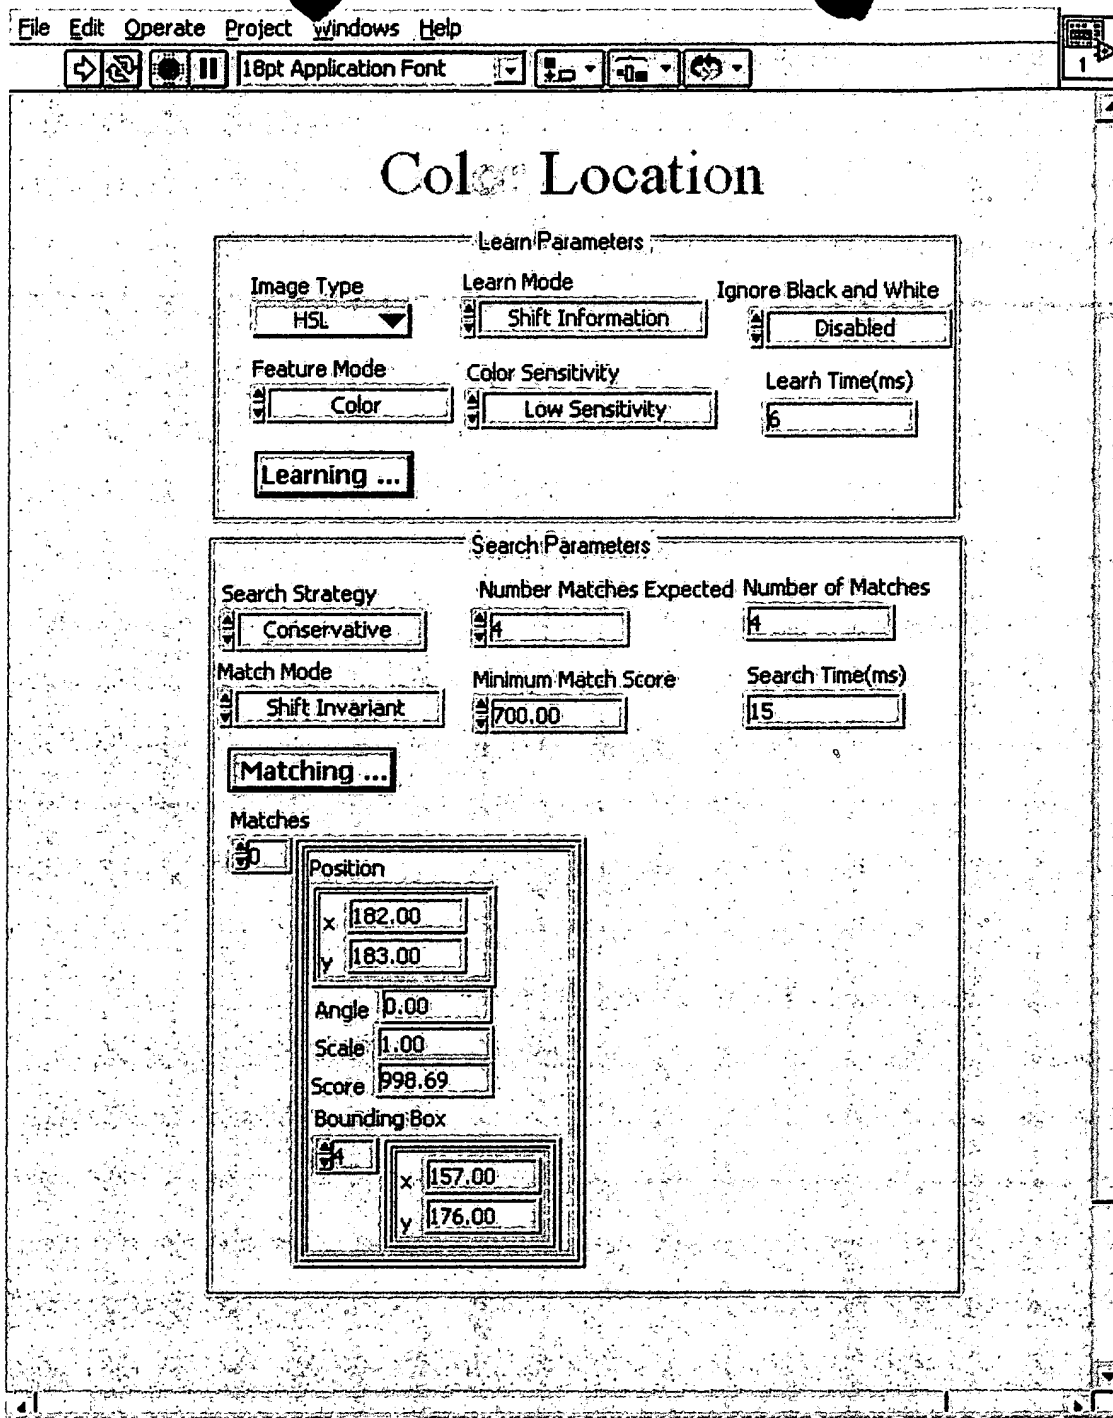 File Edit Operate Project Windows Help
18pt Application Font
1
Color Location
Learn Parameters
Image Type Learn Mode Ignore Black and White
HSL Shift Information Disabled
Feature Mode Color Sensitivity Learn Time(ms)
Color Low Sensitivity 6
Learning ...
Search Parameters
Search Strategy Number Matches Expected Number of Matches
Conservative 4 4
Match Mode Minimum Match Score Search Time(ms)
Shift Invariant 700.00 15
Matching ...
Matches
0
Position
x 182.00
y 183.00
Angle 0.00
Scale 1.00
Score 998.69
Bounding Box
4
x 157.00
y 176.00